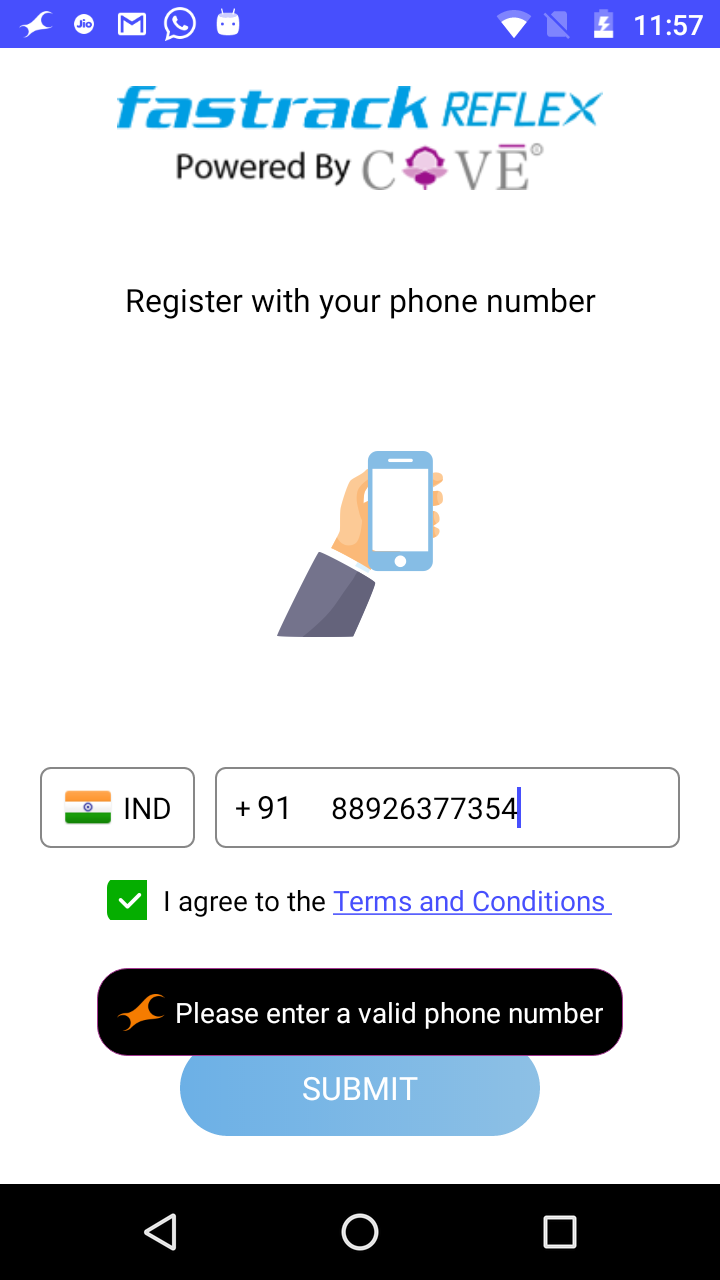 Jio 11:57
fastrack REFLEX
Powered By COVĒ®
Register with your phone number
IND + 91 88926377354
I agree to the Terms and Conditions
Please enter a valid phone number
SUBMIT